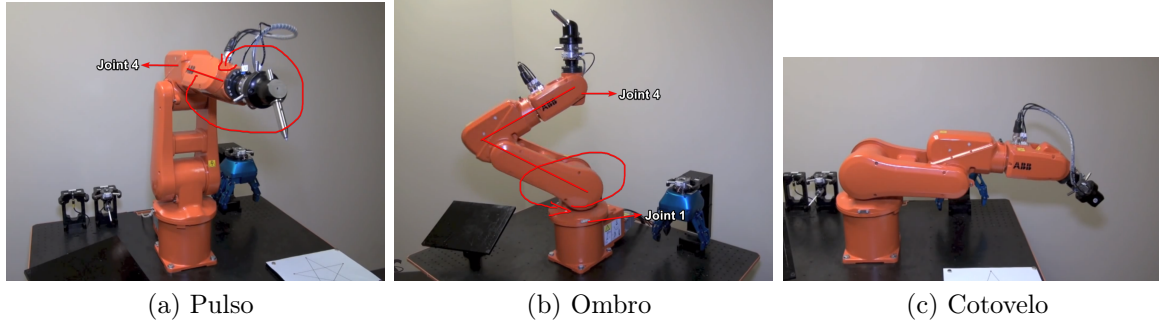 Joint 4
ABB
Joint 4
Joint 1
ABB
(a) Pulso
(b) Ombro
(c) Cotovelo